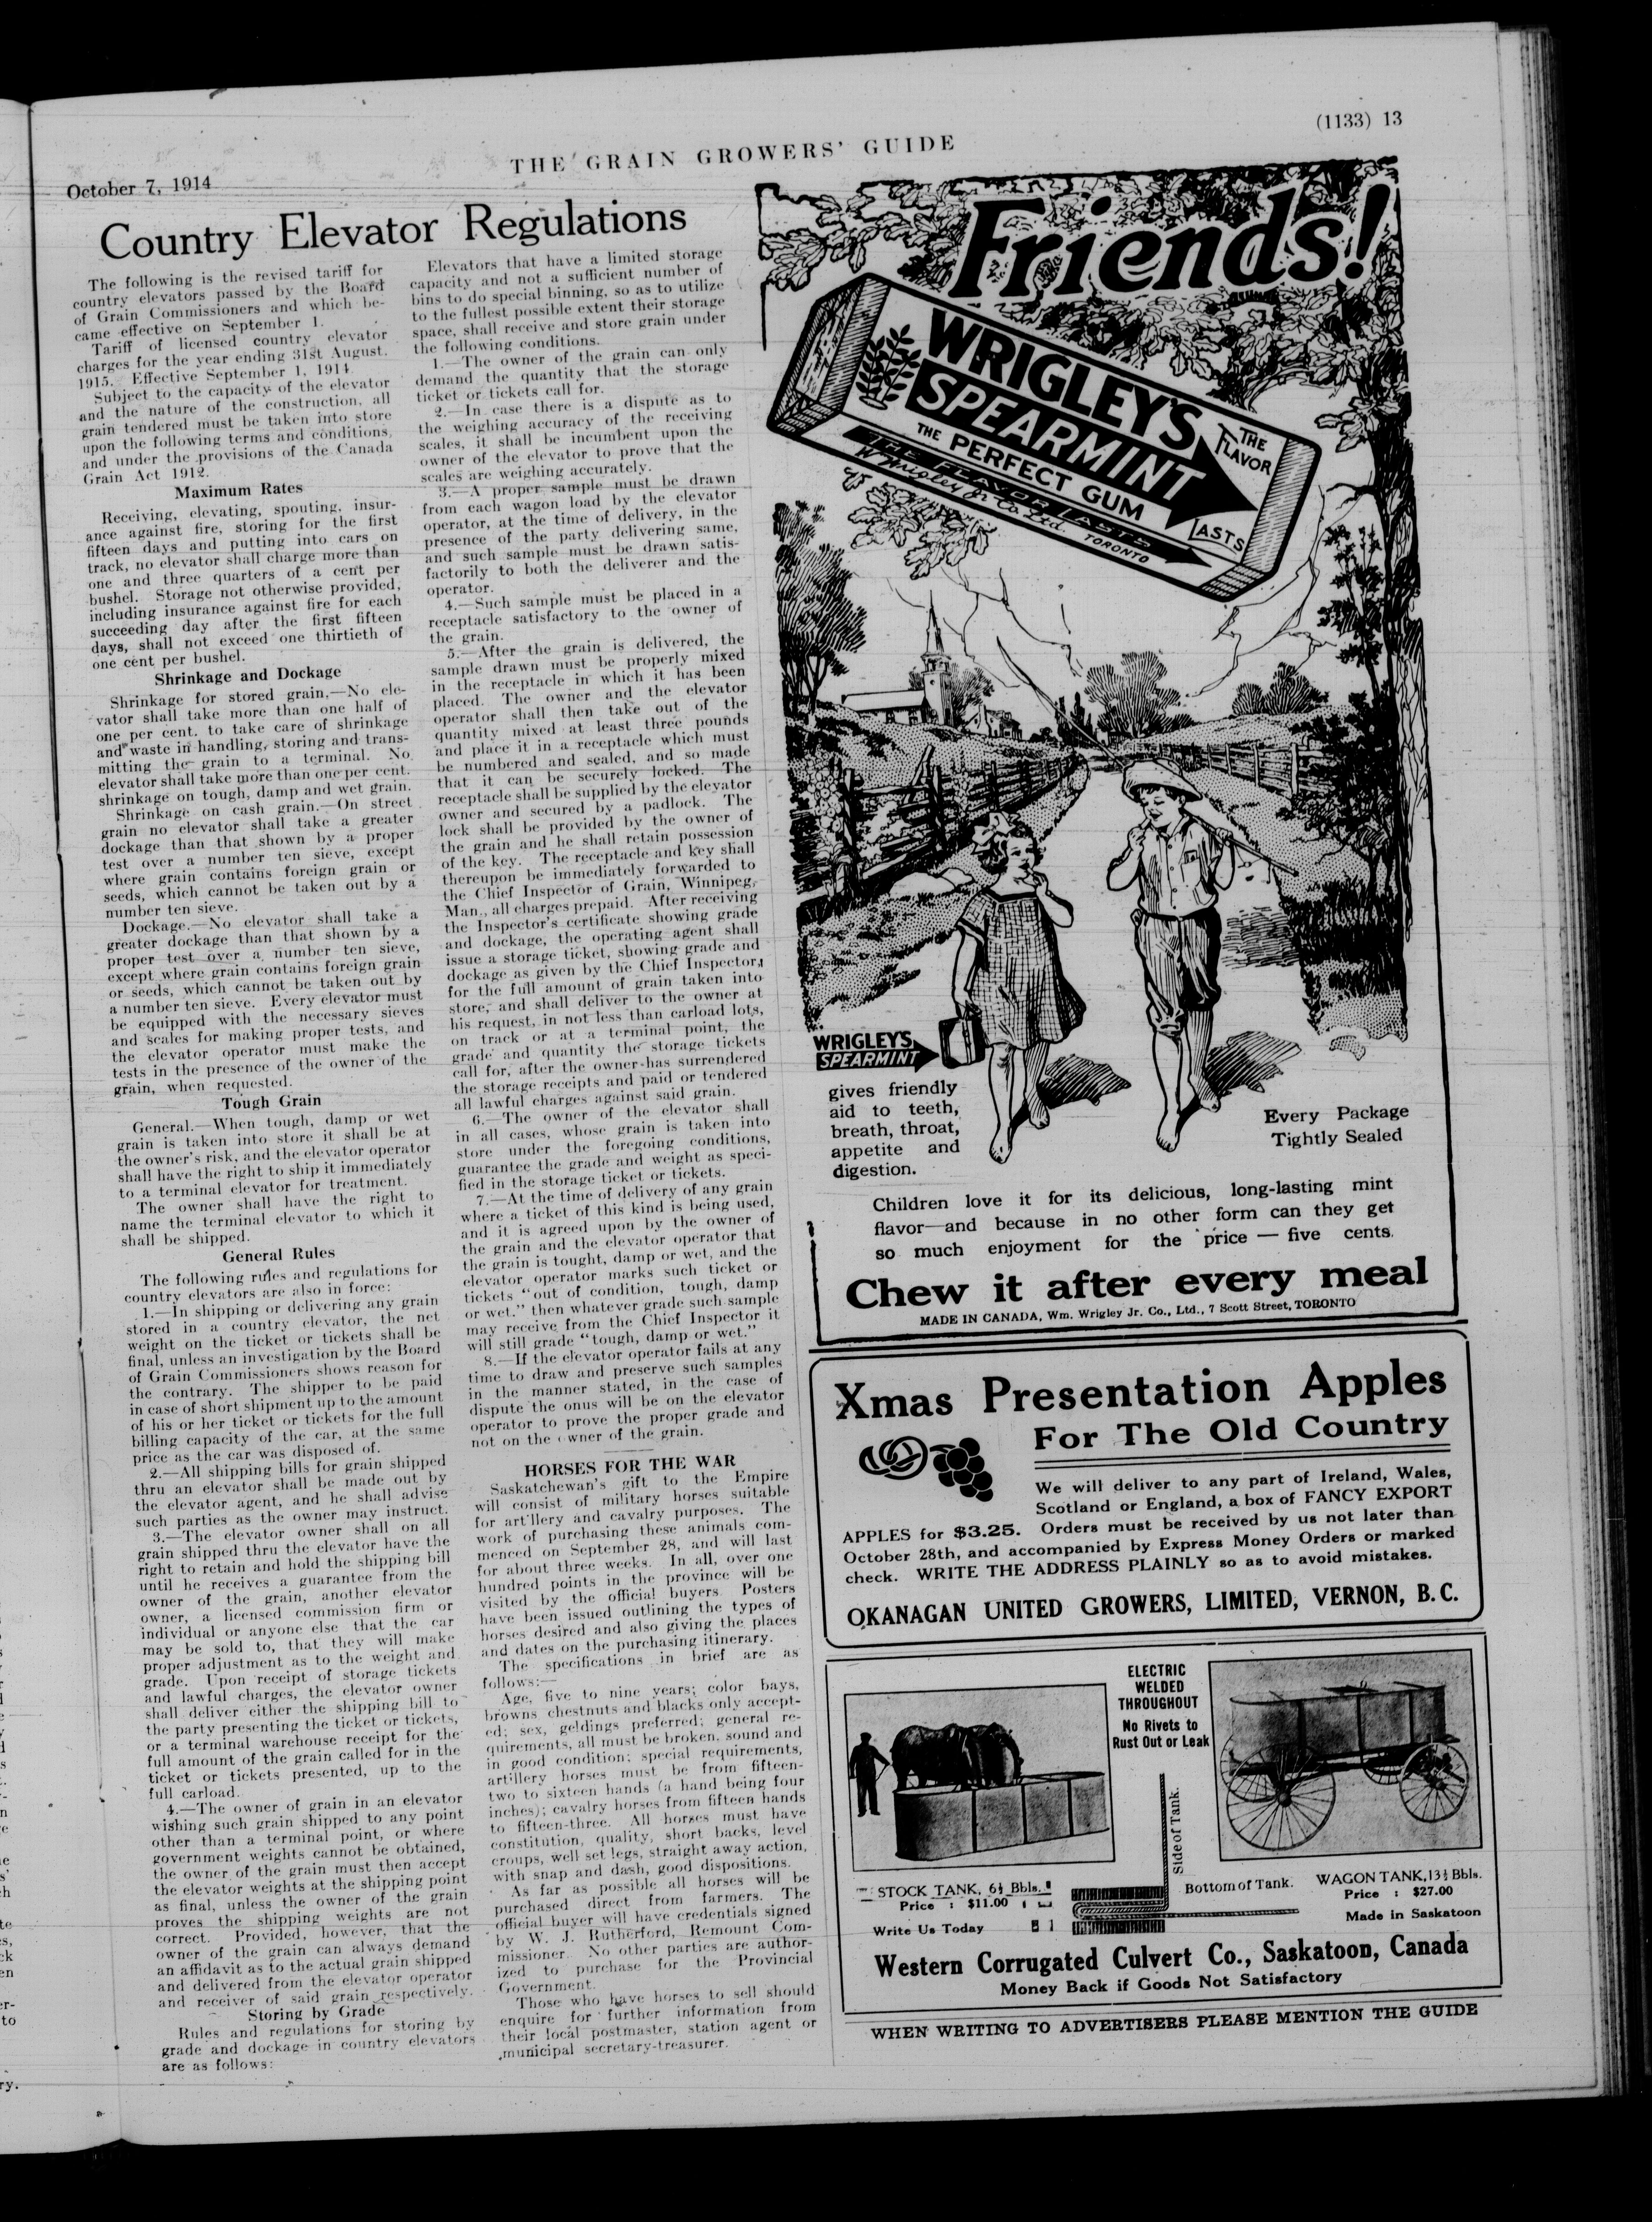 October 7, 1914
THE GRAIN GROWERS' GUIDE
(1133) 13
Country Elevator Regulations
The following is the revised tariff for
country elevators passed by the Board
of Grain Commissioners and which be-
came effective on September 1.
Tariff of licensed country elevator
charges for the year ending 31st August.
1915. Effective September 1, 1914.
Subject to the capacity of the elevator
and the nature of the construction, all
grain tendered must be taken into store
upon the following terms and conditions,
and under the provisions of the Canada
Grain Act 1912.
Maximum Rates
Receiving, elevating, spouting, insur-
ance against fire, storing for the first
fifteen days and putting into cars on
track, no elevator shall charge more than
one and three quarters of a cent per
bushel. Storage not otherwise provided,
including insurance against fire for each
succeeding day after the first fifteen
days, shall not exceed one thirtieth of
one cent per bushel.
Shrinkage and Dockage
Shrinkage for stored grain.—No ele-
vator shall take more than one half of
one per cent. to take care of shrinkage
and waste in handling, storing and trans-
mitting the grain to a terminal. No
elevator shall take more than one per cent.
shrinkage on tough, damp and wet grain.
Shrinkage on cash grain.—On street
grain no elevator shall take a greater
dockage than that shown by a proper
test over a number ten sieve, except
where grain contains foreign grain or
seeds, which cannot be taken out by a
number ten sieve.
Dockage.—No elevator shall take a
greater dockage than that shown by a
proper test over a number ten sieve,
except where grain contains foreign grain
or seeds, which cannot be taken out by
a number ten sieve. Every elevator must
be equipped with the necessary sieves
and scales for making proper tests, and
the elevator operator must make the
tests in the presence of the owner of the
grain, when requested.
Tough Grain
General.—When tough, damp or wet
grain is taken into store it shall be at
the owner's risk, and the elevator operator
shall have the right to ship it immediately
to a terminal elevator for treatment.
The owner shall have the right to
name the terminal elevator to which it
shall be shipped.
General Rules
The following rules and regulations for
country elevators are also in force:
1.—In shipping or delivering any grain
stored in a country elevator, the net
weight on the ticket or tickets shall be
final, unless an investigation by the Board
of Grain Commissioners shows reason for
the contrary. The shipper to be paid
in case of short shipment up to the amount
of his or her ticket or tickets for the full
billing capacity of the car, at the same
price as the car was disposed of.
2.—All shipping bills for grain shipped
thru an elevator shall be made out by
the elevator agent, and he shall advise
such parties as the owner may instruct.
3.—The elevator owner shall on all
grain shipped thru the elevator have the
right to retain and hold the shipping bill
until he receives a guarantee from the
owner of the grain, another elevator
owner, a licensed commission firm or
individual or anyone else that the car
may be sold to, that they will make
proper adjustment as to the weight and
grade. Upon receipt of storage tickets
and lawful charges, the elevator owner
shall deliver either the shipping bill to
the party presenting the ticket or tickets,
or a terminal warehouse receipt for the
full amount of the grain called for in the
ticket or tickets presented, up to the
full carload.
4.—The owner of grain in an elevator
wishing such grain shipped to any point
other than a terminal point, or where
government weights cannot be obtained,
the owner of the grain must then accept
the elevator weights at the shipping point
as final, unless the owner of the grain
proves the shipping weights are not
correct. Provided, however, that the
owner of the grain can always demand
an affidavit as to the actual grain shipped
and delivered from the elevator operator
and receiver of said grain respectively.
Storing by Grade
Rules and regulations for storing by
grade and dockage in country elevators
are as follows:
Elevators that have a limited storage
capacity and not a sufficient number of
bins to do special binning, so as to utilize
to the fullest possible extent their storage
space, shall receive and store grain under
the following conditions.
1.—The owner of the grain can only
demand the quantity that the storage
ticket or tickets call for.
2.—In case there is a dispute as to
the weighing accuracy of the receiving
scales, it shall be incumbent upon the
owner of the elevator to prove that the
scales are weighing accurately.
3.—A proper sample must be drawn
from each wagon load by the elevator
operator, at the time of delivery, in the
presence of the party delivering same,
and such sample must be drawn satis-
factorily to both the deliverer and the
operator.
4.—Such sample must be placed in a
receptacle satisfactory to the owner of
the grain.
5.—After the grain is delivered, the
sample drawn must be properly mixed
in the receptacle in which it has been
placed. The owner and the elevator
operator shall then take out of the
quantity mixed at least three pounds
and place it in a receptacle which must
be numbered and sealed, and so made
that it can be securely locked. The
receptacle shall be supplied by the elevator
owner and secured by a padlock. The
lock shall be provided by the owner of
the grain and he shall retain possession
of the key. The receptacle and key shall
thereupon be immediately forwarded to
the Chief Inspector of Grain, Winnipeg,
Man., all charges prepaid. After receiving
the Inspector's certificate showing grade
and dockage, the operating agent shall
issue a storage ticket, showing grade and
dockage as given by the Chief Inspector,
for the full amount of grain taken into
store, and shall deliver to the owner at
his request, in not less than carload lots,
on track or at a terminal point, the
grade and quantity the storage tickets
call for, after the owner has surrendered
the storage receipts and paid or tendered
all lawful charges against said grain.
6.—The owner of the elevator shall
in all cases, whose grain is taken into
store under the foregoing conditions,
guarantee the grade and weight as speci-
fied in the storage ticket or tickets.
7.—At the time of delivery of any grain
where a ticket of this kind is being used,
and it is agreed upon by the owner of
the grain and the elevator operator that
the grain is tought, damp or wet, and the
elevator operator marks such ticket or
tickets "out of condition, tough, damp
or wet." then whatever grade such sample
may receive from the Chief Inspector it
will still grade "tough, damp or wet."
8.—If the elevator operator fails at any
time to draw and preserve such samples
in the manner stated, in the case of
dispute the onus will be on the elevator
operator to prove the proper grade and
not on the owner of the grain.
HORSES FOR THE WAR
Saskatchewan's gift to the Empire
will consist of military horses suitable
for artillery and cavalry purposes. The
work of purchasing these animals com-
menced on September 28, and will last
for about three weeks. In all, over one
hundred points in the province will be
visited by the official buyers. Posters
have been issued outlining the types of
horses desired and also giving the places
and dates on the purchasing itinerary.
The specifications in brief are as
follows:—
Age, five to nine years; color bays,
browns chestnuts and blacks only accept-
ed; sex, geldings preferred; general re-
quirements, all must be broken, sound and
in good condition; special requirements,
artillery horses must be from fifteen-
two to sixteen hands (a hand being four
inches); cavalry horses from fifteen hands
to fifteen-three. All horses must have
constitution, quality, short backs, level
croups, well set legs, straight away action,
with snap and dash, good dispositions.
As far as possible all horses will be
purchased direct from farmers. The
official buyer will have credentials signed
by W. J. Rutherford, Remount Com-
missioner. No other parties are author-
ized to purchase for the Provincial
Government.
Those who have horses to sell should
enquire for further information from
their local postmaster, station agent or
municipal secretary-treasurer.
Friends!
WRIGLEY'S
SPEARMINT
THE PERFECT GUM
THE FLAVOR LASTS
THE
FLAVOR
LASTS
Wm. Wrigley Jr. Co. Ltd.
TORONTO
WRIGLEY'S
SPEARMINT
gives friendly
aid to teeth,
breath, throat,
appetite and
digestion.
Every Package
Tightly Sealed
Children love it for its delicious, long-lasting mint
flavor—and because in no other form can they get
so much enjoyment for the price — five cents.
Chew it after every meal
MADE IN CANADA, Wm. Wrigley Jr. Co., Ltd., 7 Scott Street, TORONTO
Xmas Presentation Apples
For The Old Country
We will deliver to any part of Ireland, Wales,
Scotland or England, a box of FANCY EXPORT
APPLES for $3.25. Orders must be received by us not later than
October 28th, and accompanied by Express Money Orders or marked
check. WRITE THE ADDRESS PLAINLY so as to avoid mistakes.
OKANAGAN UNITED GROWERS, LIMITED, VERNON, B.C.
ELECTRIC
WELDED
THROUGHOUT
No Rivets to
Rust Out or Leak
Side of Tank.
Bottom of Tank.
STOCK TANK, 6½ Bbls.
Price : $11.00
Write Us Today
WAGON TANK, 13½ Bbls.
Price : $27.00
Made in Saskatoon
Western Corrugated Culvert Co., Saskatoon, Canada
Money Back if Goods Not Satisfactory
WHEN WRITING TO ADVERTISERS PLEASE MENTION THE GUIDE